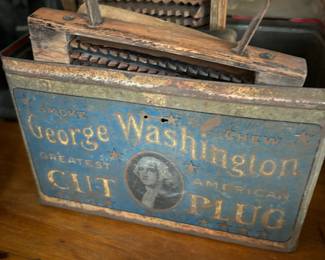 SMOKE CHEW
George Washington
GREATEST AMERICAN
CUT PLUG